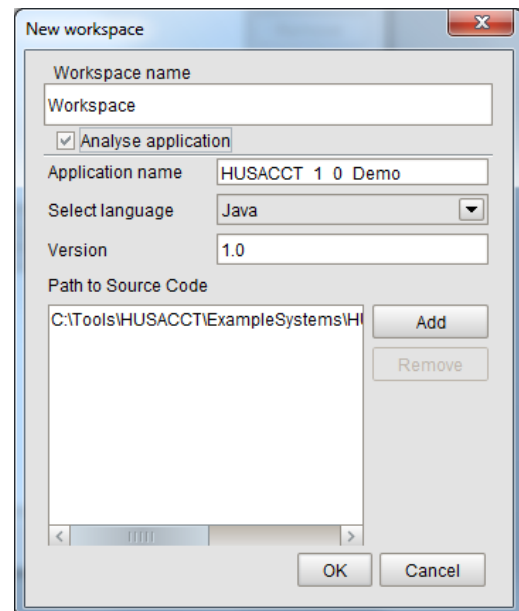 New workspace
Workspace name
Workspace
Analyse application
Application name HUSACCT 1 0 Demo
Select language Java
Version 1.0
Path to Source Code
C:\Tools\HUSACCT\ExampleSystems\HU Add
Remove
OK Cancel